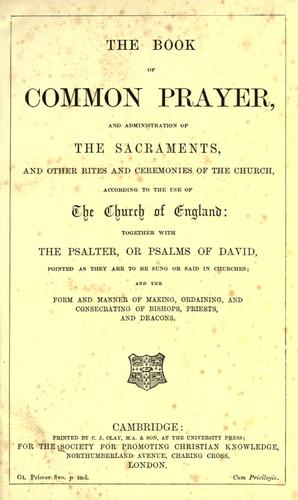 THE BOOK
OF
COMMON PRAYER,
AND ADMINISTRATION OF
THE SACRAMENTS,
AND OTHER RITES AND CEREMONIES OF THE CHURCH,
ACCORDING TO THE USE OF
The Church of England:
TOGETHER WITH
THE PSALTER, OR PSALMS OF DAVID,
POINTED AS THEY ARE TO BE SUNG OR SAID IN CHURCHES;
AND THE
FORM AND MANNER OF MAKING, ORDAINING, AND
CONSECRATING OF BISHOPS, PRIESTS,
AND DEACONS.
CAMBRIDGE:
PRINTED BY C. J. CLAY, M.A. & SON, AT THE UNIVERSITY PRESS;
FOR THE SOCIETY FOR PROMOTING CHRISTIAN KNOWLEDGE,
NORTHUMBERLAND AVENUE, CHARING CROSS,
LONDON.
Gt. Primer 8vo. p 2nd. Cum Privilegio.